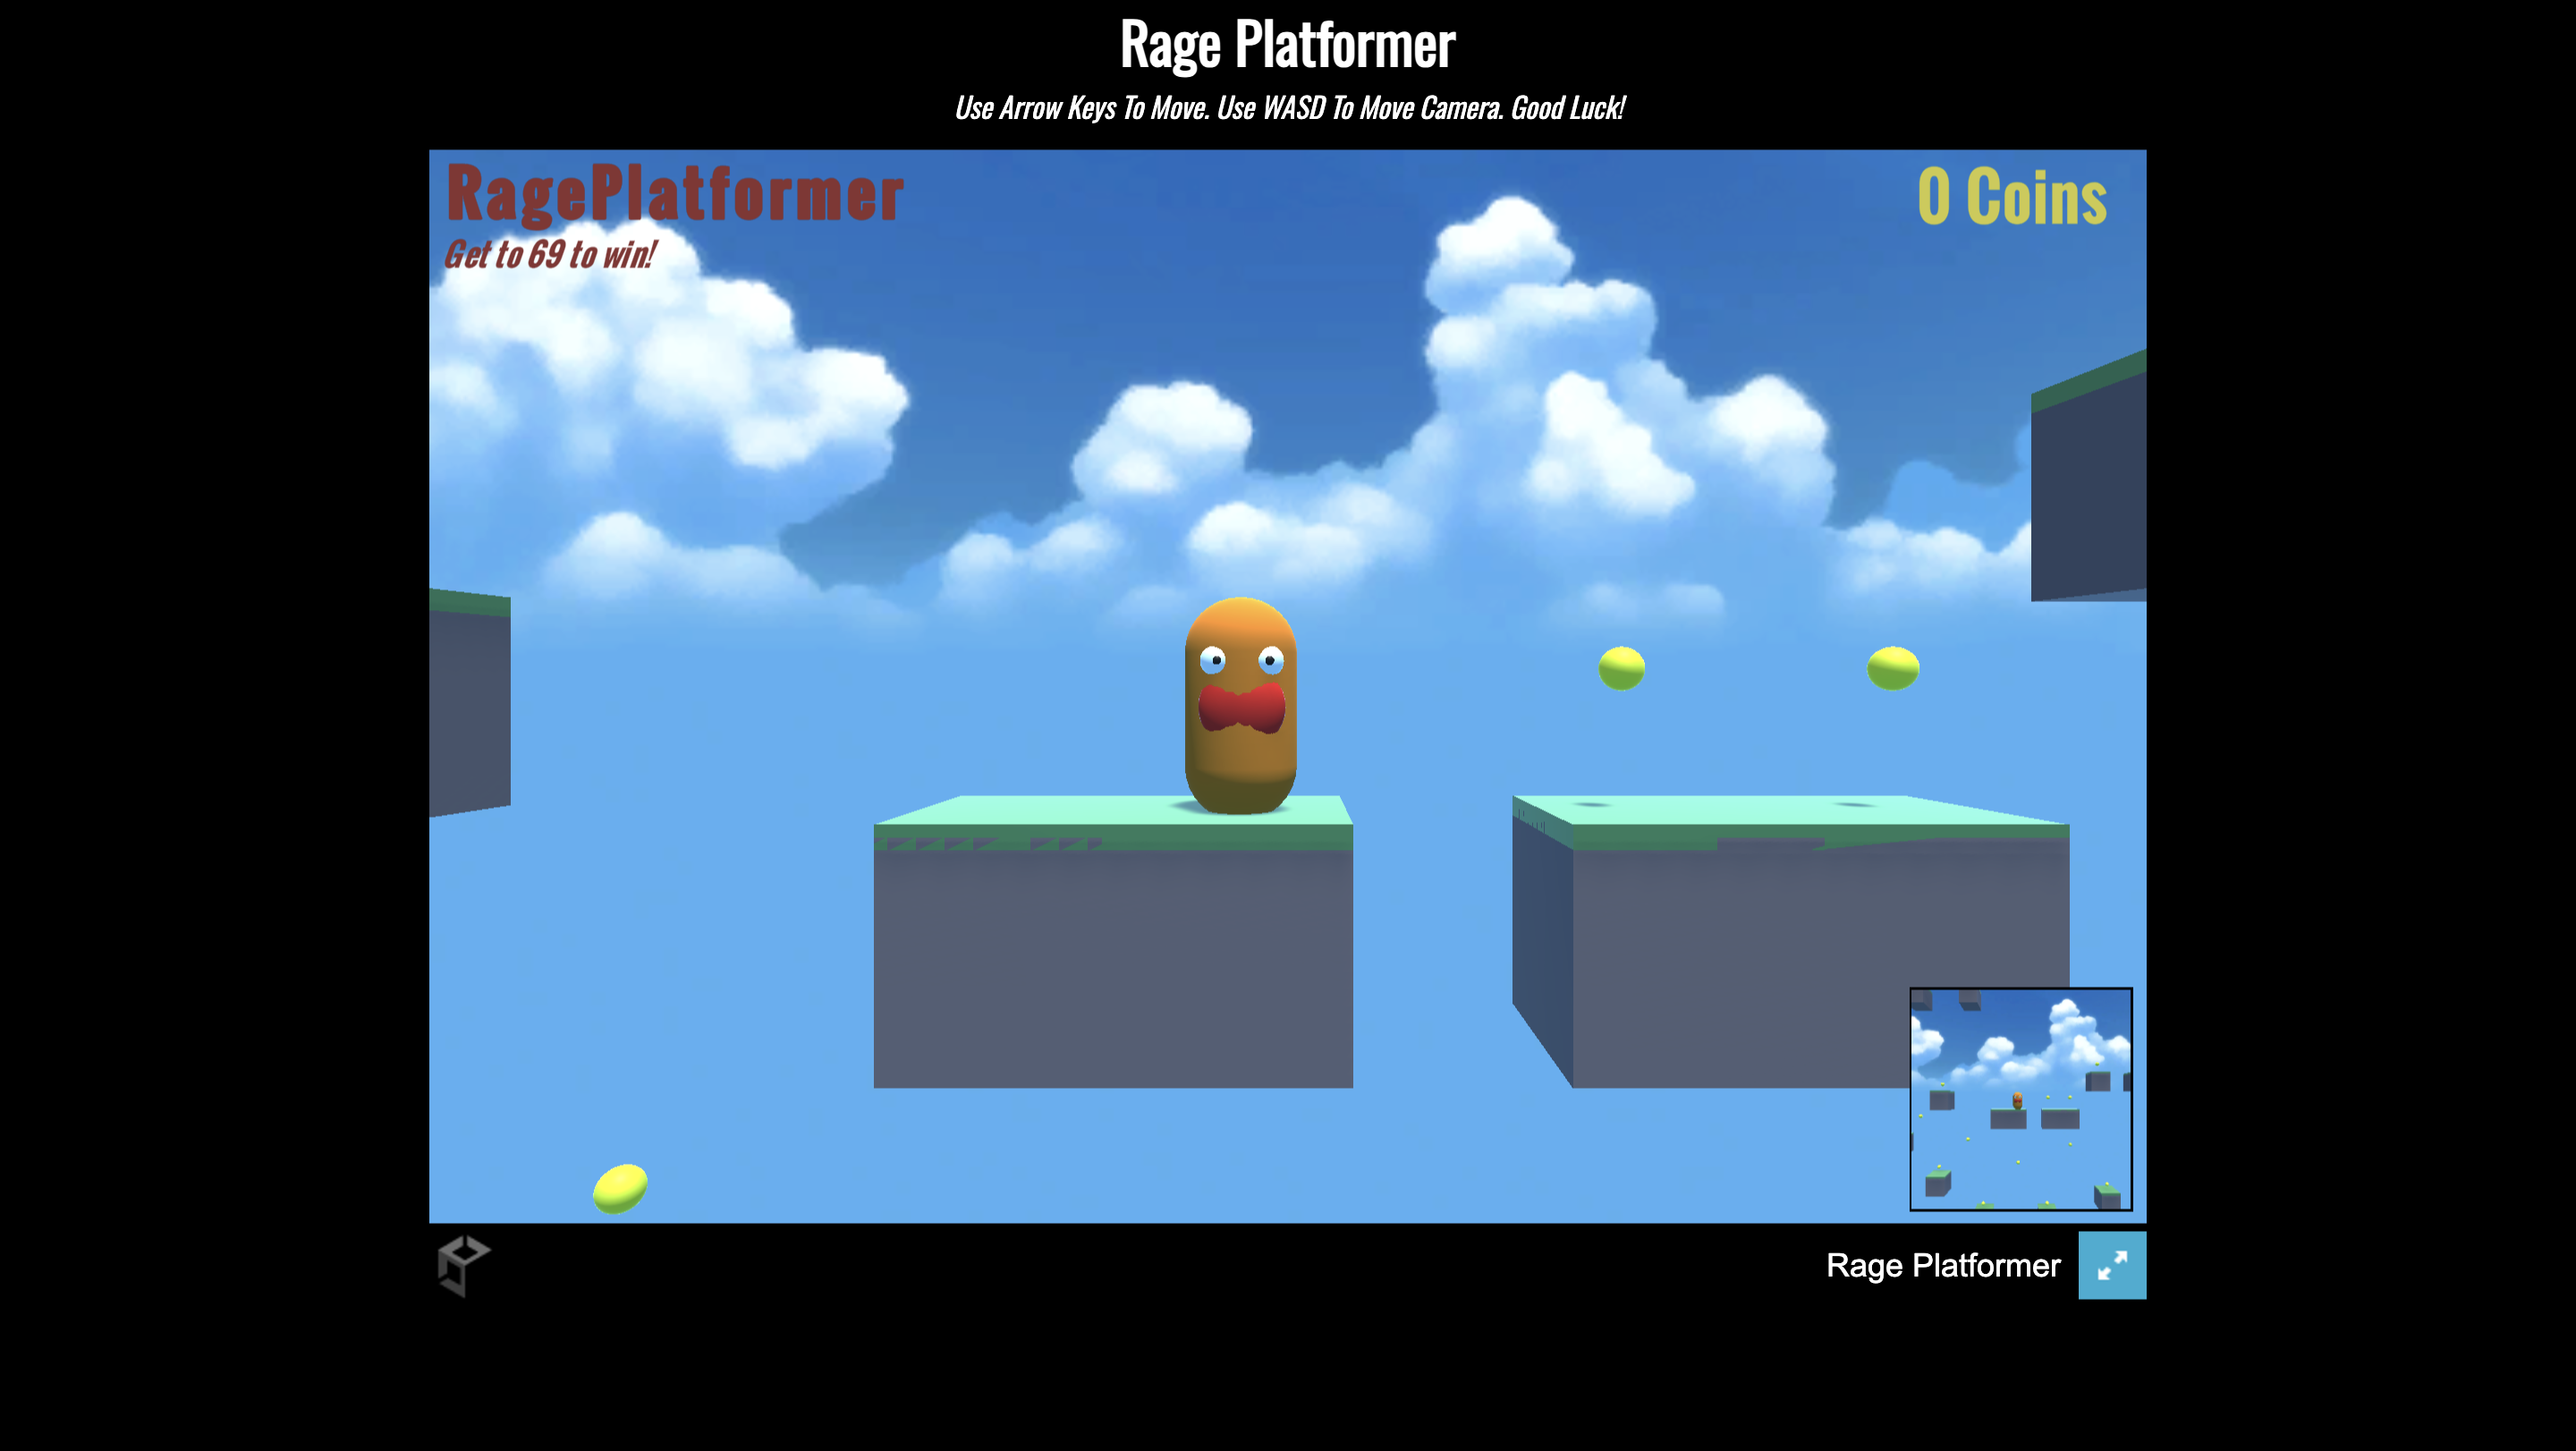 Rage Platformer
Use Arrow Keys To Move. Use WASD To Move Camera. Good Luck!
RagePlatformer
0 Coins
Get to 69 to win!
Rage Platformer